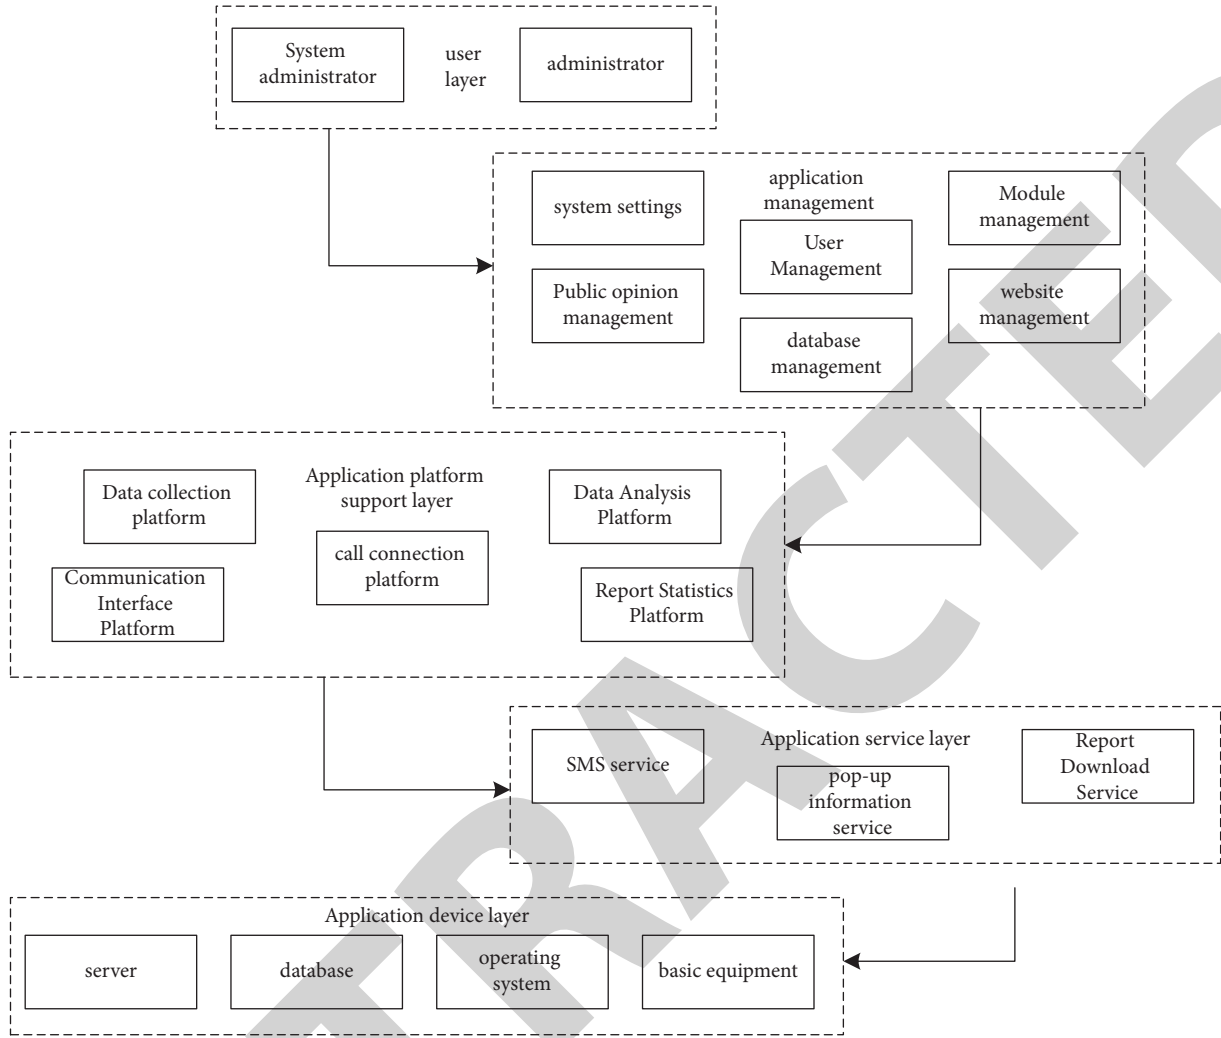 System
administrator
user
layer
administrator
application
management
system settings
Module
management
User
Management
Public opinion
management
website
management
database
management
Application platform
support layer
Data collection
platform
Data Analysis
Platform
call connection
platform
Communication
Interface
Platform
Report Statistics
Platform
Application service layer
SMS service
Report
Download
Service
pop-up
information
service
Application device layer
server
database
operating
system
basic equipment
TRACTED